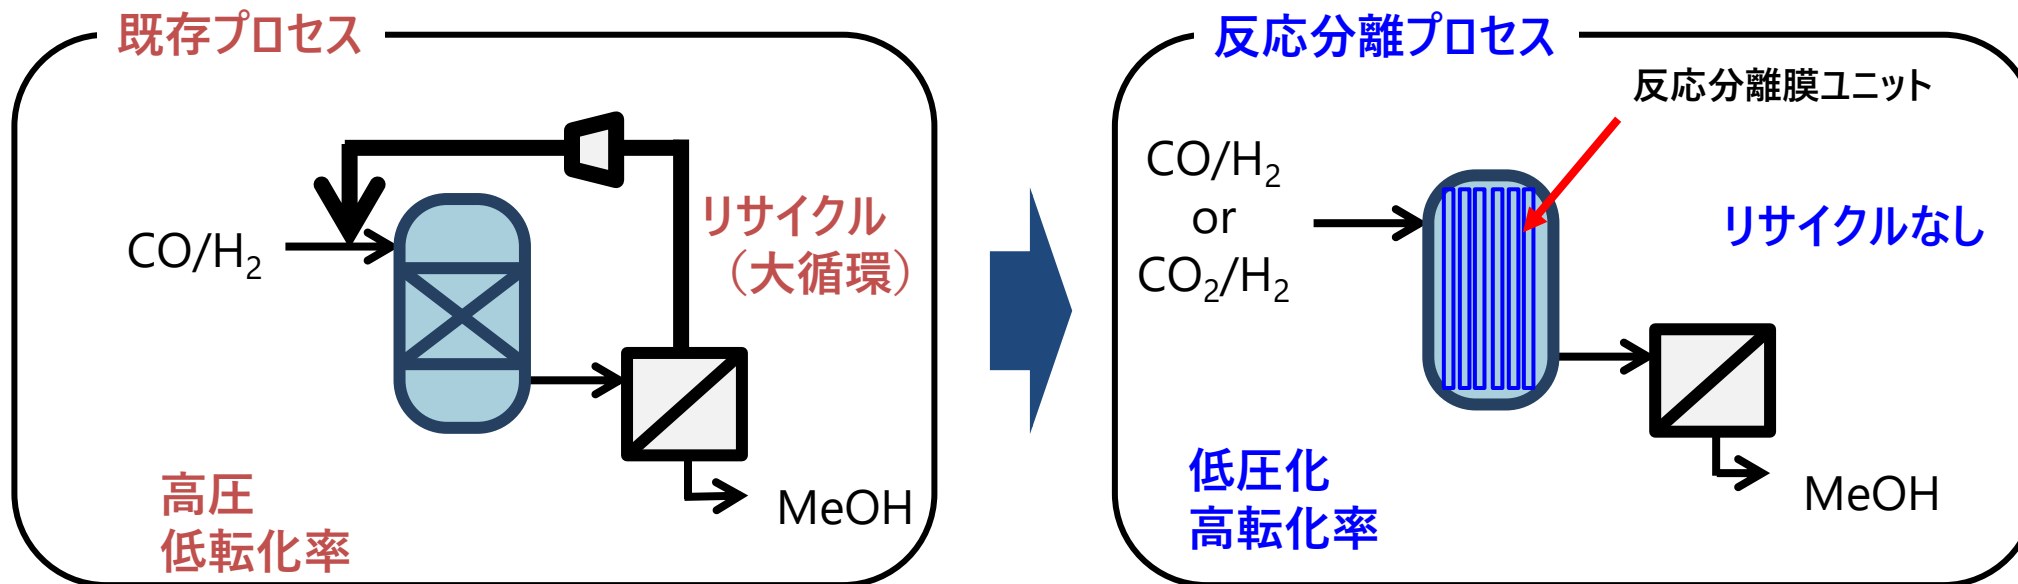 既存プロセス
CO/H₂
リサイクル
（大循環）
高圧
低転化率
MeOH
反応分離プロセス
反応分離膜ユニット
CO/H₂
or
CO₂/H₂
リサイクルなし
低圧化
高転化率
MeOH